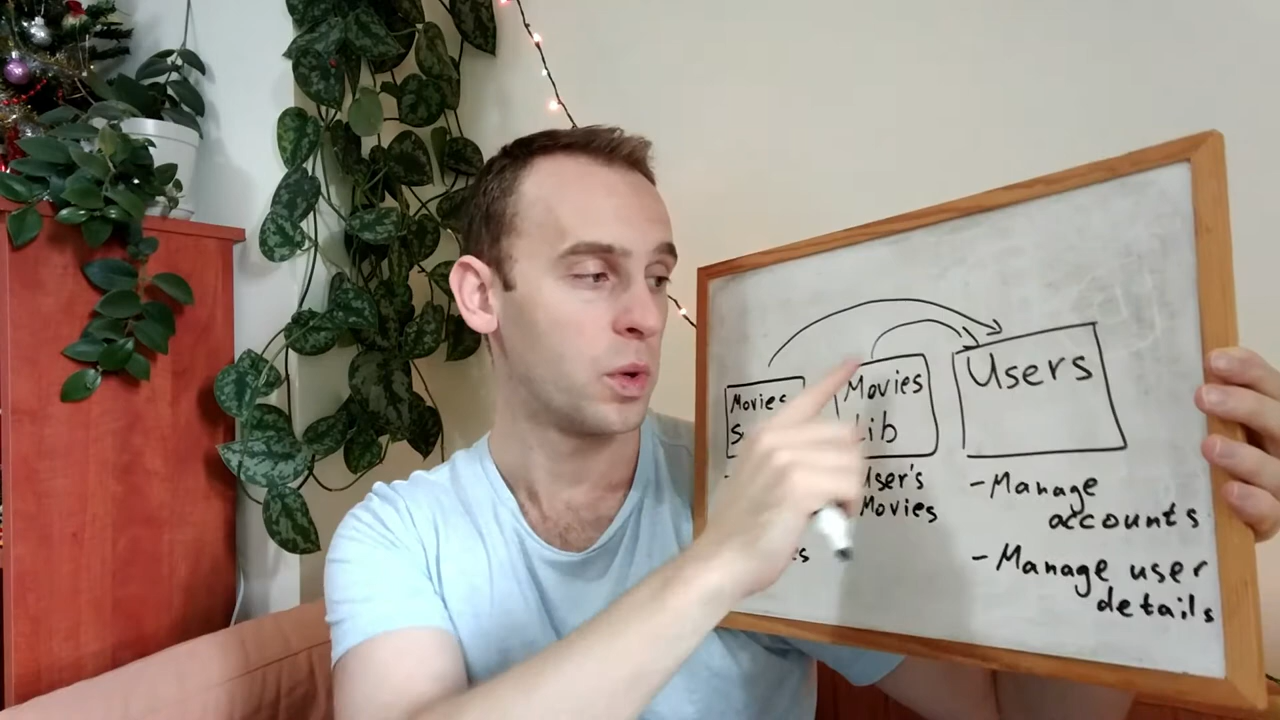 Movies
Movies
Lib
Users
User's
Movies
-Manage
accounts
-Manage user
details